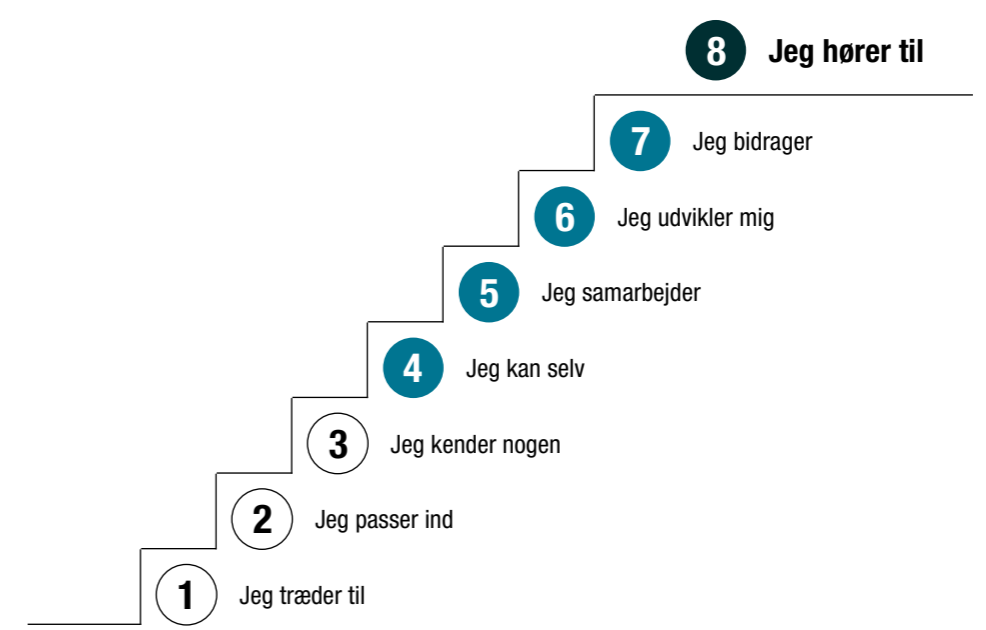 8 Jeg hører til
7 Jeg bidrager
6 Jeg udvikler mig
5 Jeg samarbejder
4 Jeg kan selv
3 Jeg kender nogen
2 Jeg passer ind
1 Jeg træder til